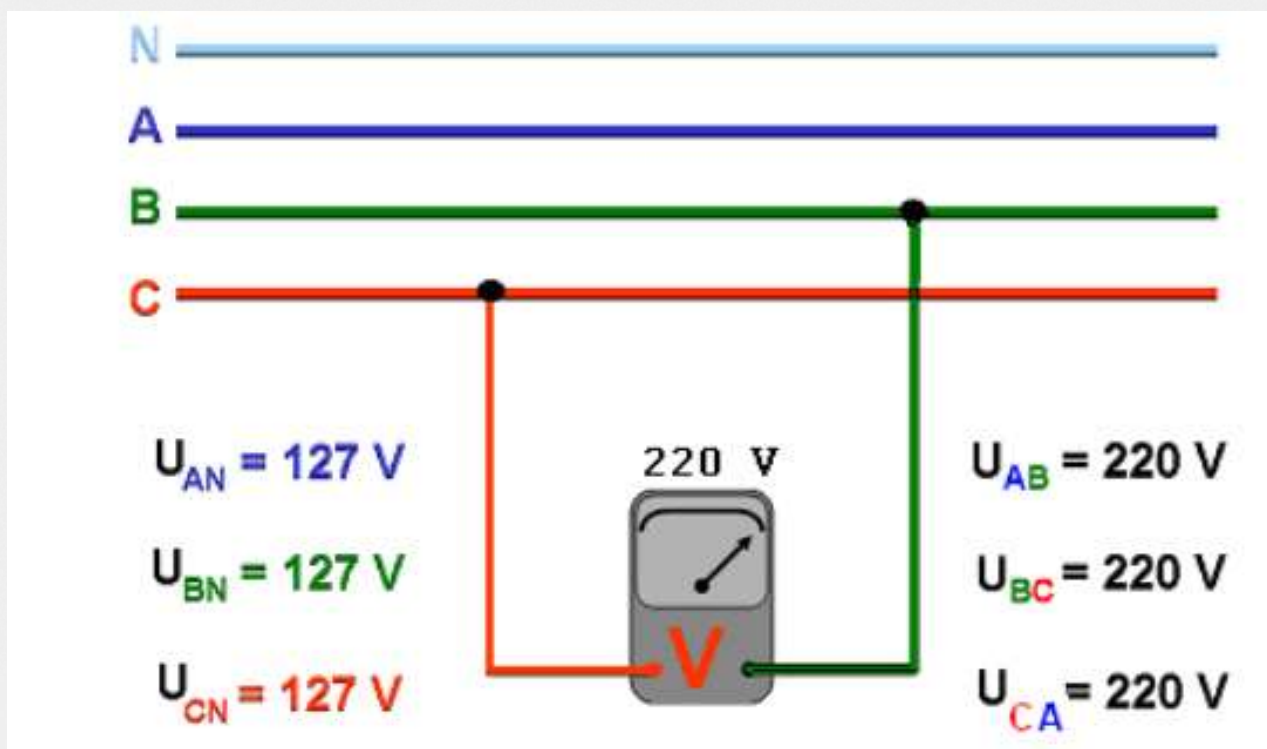 N
A
B
C
220 V
U_AN = 127 V
U_AB = 220 V
U_BN = 127 V
U_BC = 220 V
V
U_CN = 127 V
U_CA = 220 V